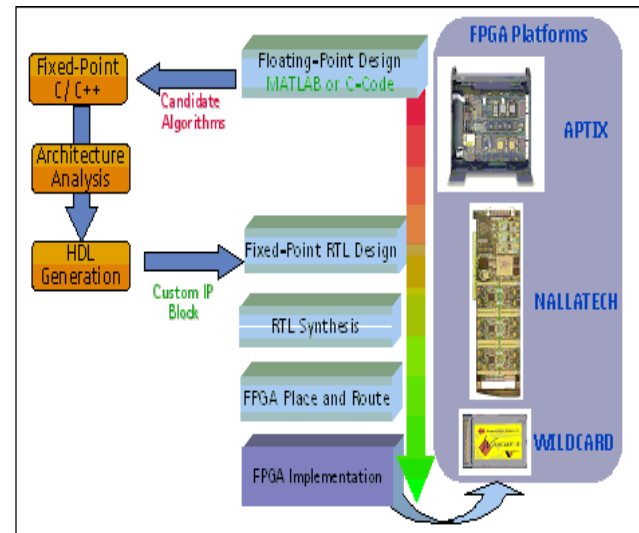 FPGA Platforms
Fixed-Point
C/ C++
Floating-Point Design
MATLAB or C-Code
Candidate
Algorithms
APTIX
Architecture
Analysis
HDL
Generation
Fixed-Point RTL Design
Custom IP
Block
NALLATECH
RTL Synthesis
FPGA Place and Route
WILDCARD
FPGA Implementation